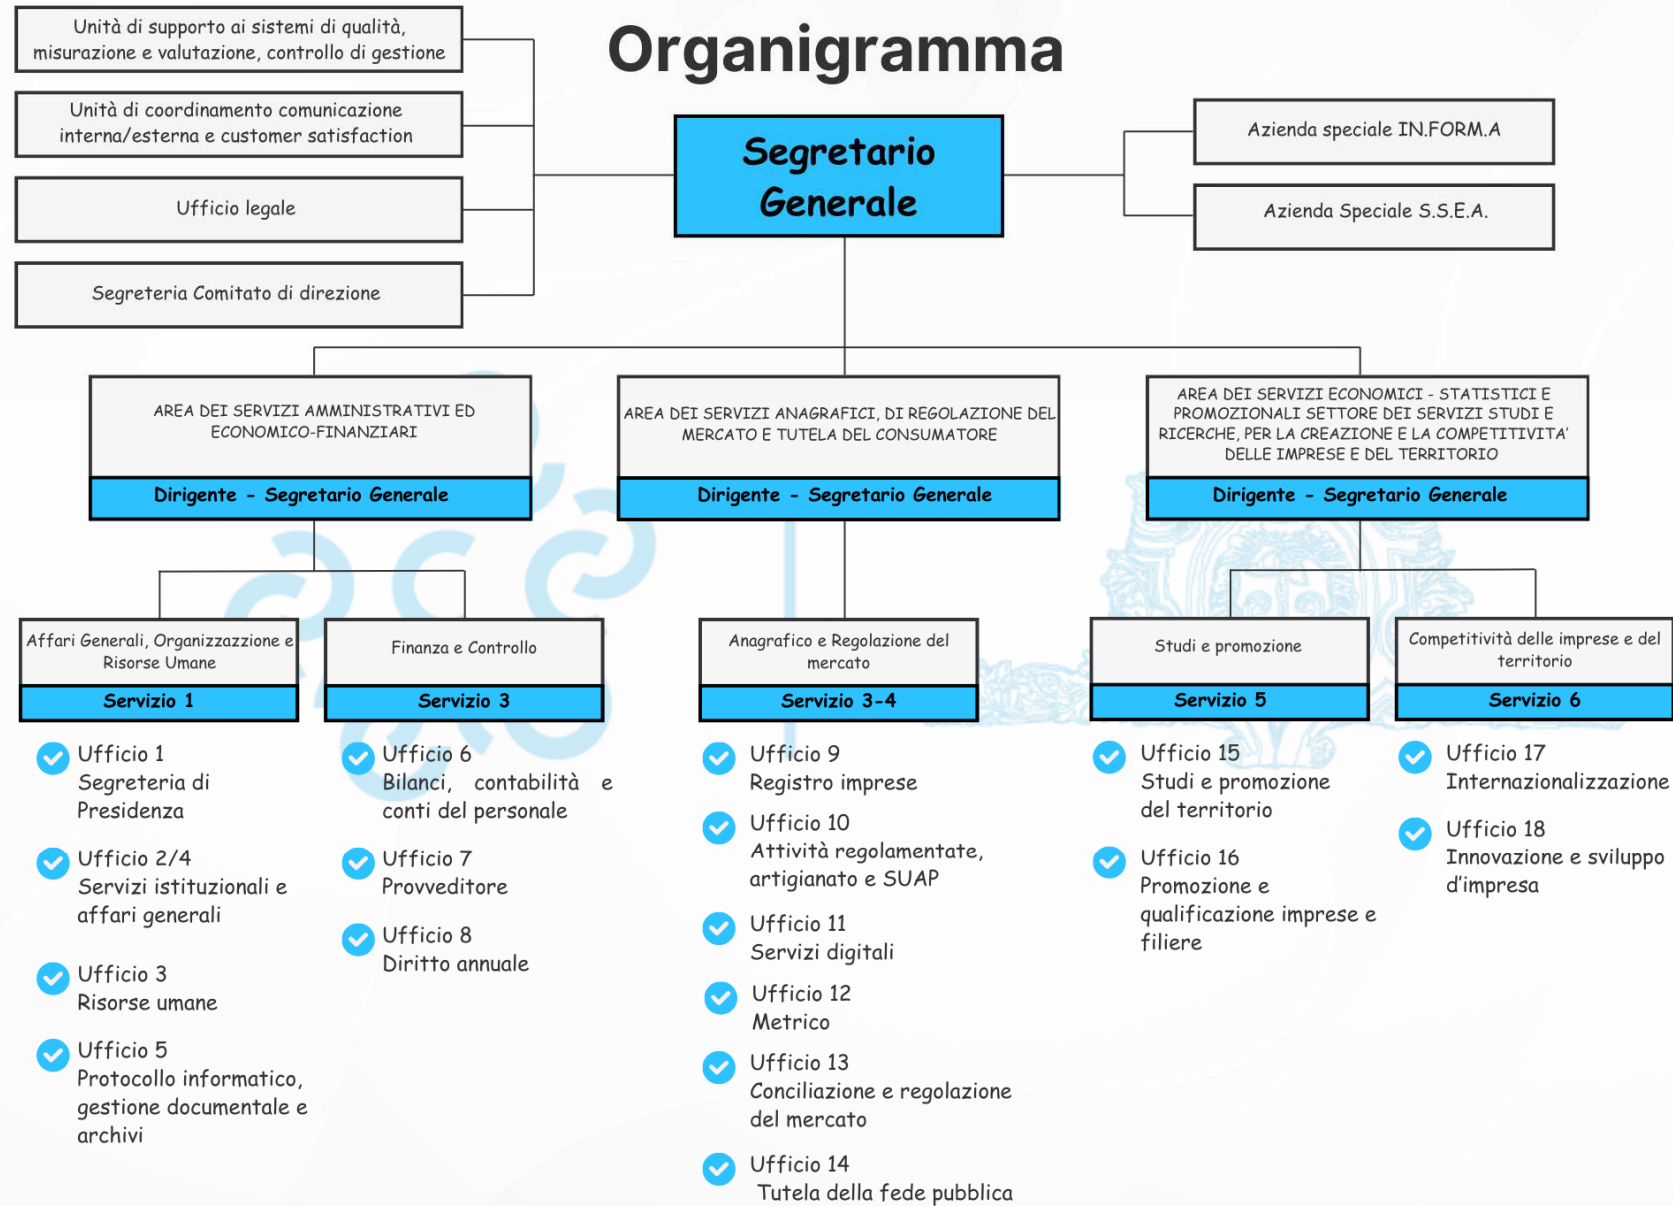 Organigramma
Unità di supporto ai sistemi di qualità,
misurazione e valutazione, controllo di gestione
Unità di coordinamento comunicazione
interna/esterna e customer satisfaction
Ufficio legale
Segreteria Comitato di direzione
Segretario
Generale
Azienda speciale IN.FORM.A
Azienda Speciale S.S.E.A.
AREA DEI SERVIZI AMMINISTRATIVI ED
ECONOMICO-FINANZIARI
Dirigente - Segretario Generale
AREA DEI SERVIZI ANAGRAFICI, DI REGOLAZIONE DEL
MERCATO E TUTELA DEL CONSUMATORE
Dirigente - Segretario Generale
AREA DEI SERVIZI ECONOMICI - STATISTICI E
PROMOZIONALI SETTORE DEI SERVIZI STUDI E
RICERCHE, PER LA CREAZIONE E LA COMPETITIVITA'
DELLE IMPRESE E DEL TERRITORIO
Dirigente - Segretario Generale
Affari Generali, Organizzazzione e
Risorse Umane
Servizio 1
Ufficio 1
Segreteria di
Presidenza
Ufficio 2/4
Servizi istituzionali e
affari generali
Ufficio 3
Risorse umane
Ufficio 5
Protocollo informatico,
gestione documentale e
archivi
Finanza e Controllo
Servizio 3
Ufficio 6
Bilanci, contabilità e
conti del personale
Ufficio 7
Provveditore
Ufficio 8
Diritto annuale
Anagrafico e Regolazione del
mercato
Servizio 3-4
Ufficio 9
Registro imprese
Ufficio 10
Attività regolamentate,
artigianato e SUAP
Ufficio 11
Servizi digitali
Ufficio 12
Metrico
Ufficio 13
Conciliazione e regolazione
del mercato
Ufficio 14
Tutela della fede pubblica
Studi e promozione
Servizio 5
Ufficio 15
Studi e promozione
del territorio
Ufficio 16
Promozione e
qualificazione imprese e
filiere
Competitività delle imprese e del
territorio
Servizio 6
Ufficio 17
Internazionalizzazione
Ufficio 18
Innovazione e sviluppo
d'impresa